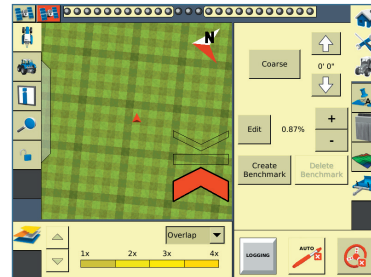 N
Coarse
0' 0"
Edit 0.87% +
-
Create Benchmark
Delete Benchmark
Overlap
1x 2x 3x 4x
LOGGING
AUTO